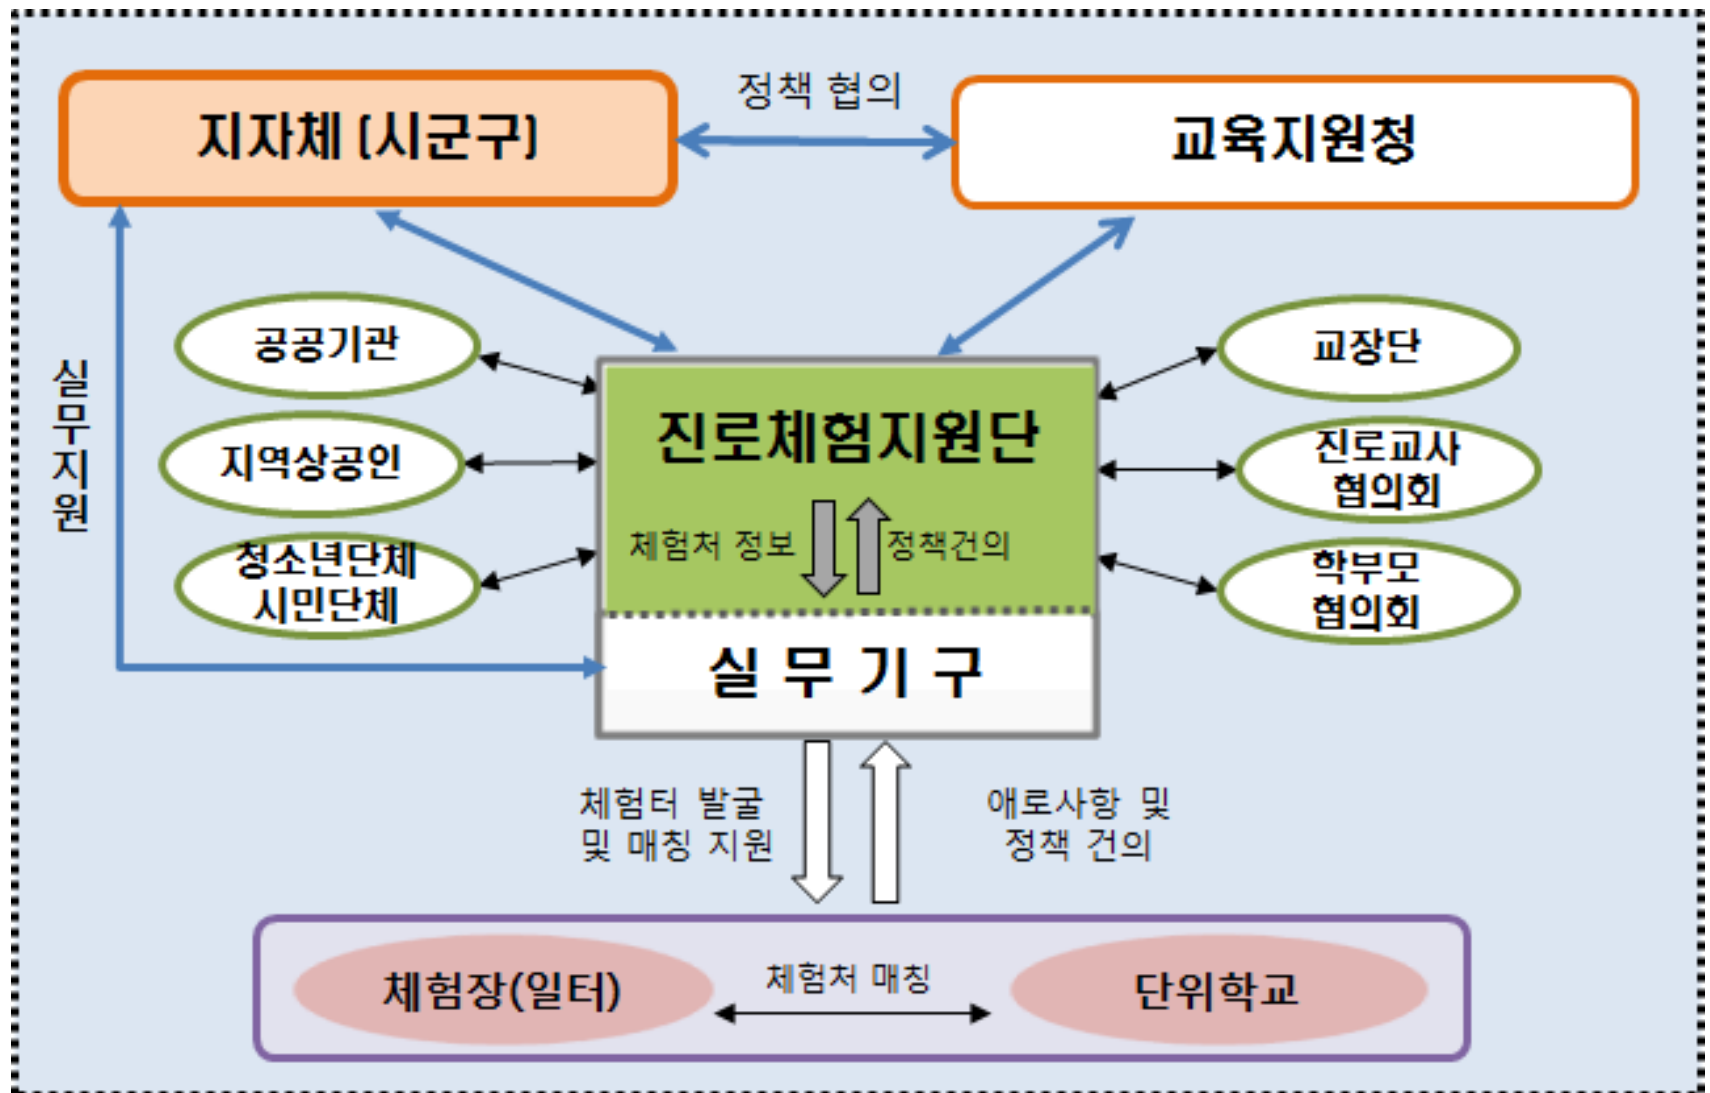 정책 협의
지자체 (시군구)
교육지원청
실
무
지
원
공공기관
지역상공인
청소년단체
시민단체
진로체험지원단
체험처 정보
정책건의
실 무 기 구
교장단
진로교사
협의회
학부모
협의회
체험터 발굴
및 매칭 지원
애로사항 및
정책 건의
체험장(일터)
체험처 매칭
단위학교